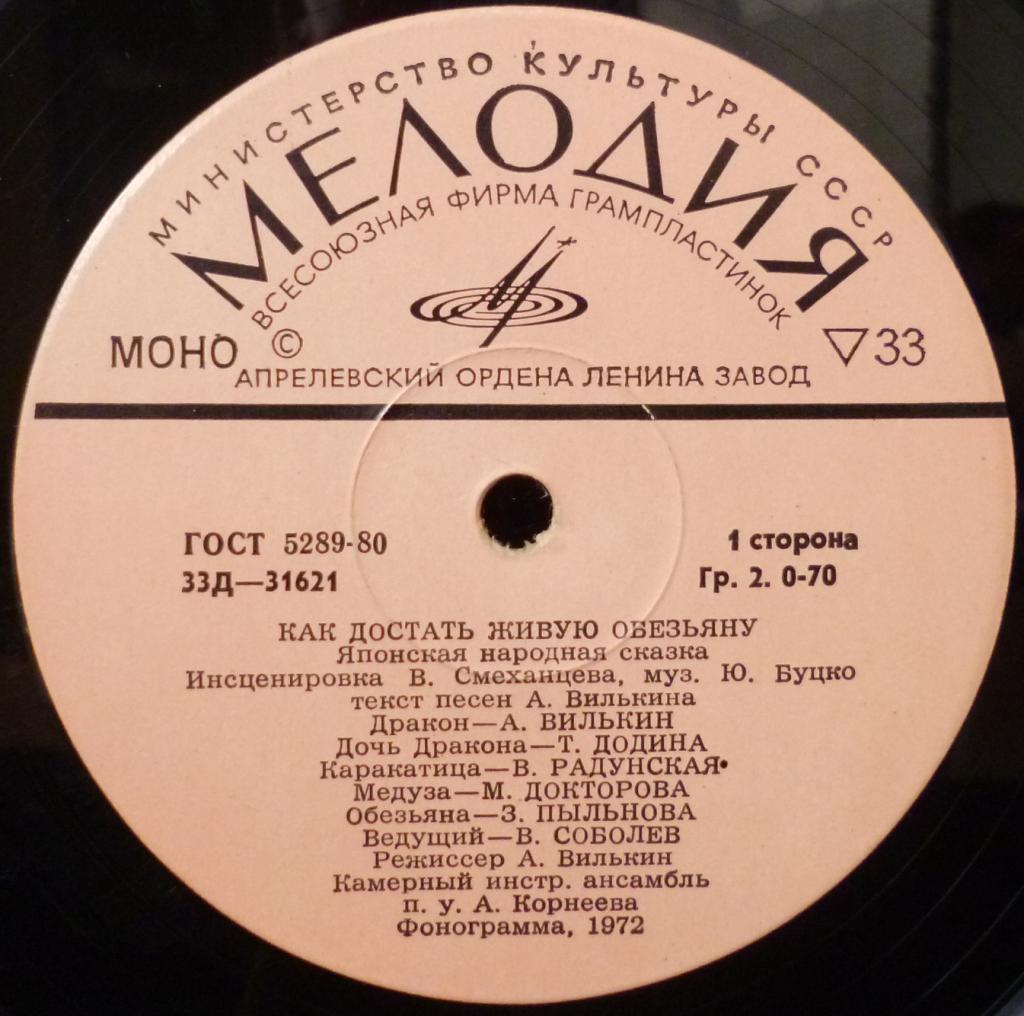 МИНИСТЕРСТВО КУЛЬТУРЫ СССР
МЕЛОДИЯ
ВСЕСОЮЗНАЯ ФИРМА ГРАМПЛАСТИНОК
МОНО © ▽33
АПРЕЛЕВСКИЙ ОРДЕНА ЛЕНИНА ЗАВОД
ГОСТ 5289-80
33Д—31621
1 сторона
Гр. 2. 0-70
КАК ДОСТАТЬ ЖИВУЮ ОБЕЗЬЯНУ
Японская народная сказка
Инсценировка В. Смеханцева, муз. Ю. Буцко
текст песен А. Вилькина
Дракон—А. ВИЛЬКИН
Дочь Дракона—Т. ДОДИНА
Каракатица—В. РАДУНСКАЯ•
Медуза—М. ДОКТОРОВА
Обезьяна—З. ПЫЛЬНОВА
Ведущий—В. СОБОЛЕВ
Режиссер А. Вилькин
Камерный инстр. ансамбль
п. у. А. Корнеева
Фонограмма, 1972